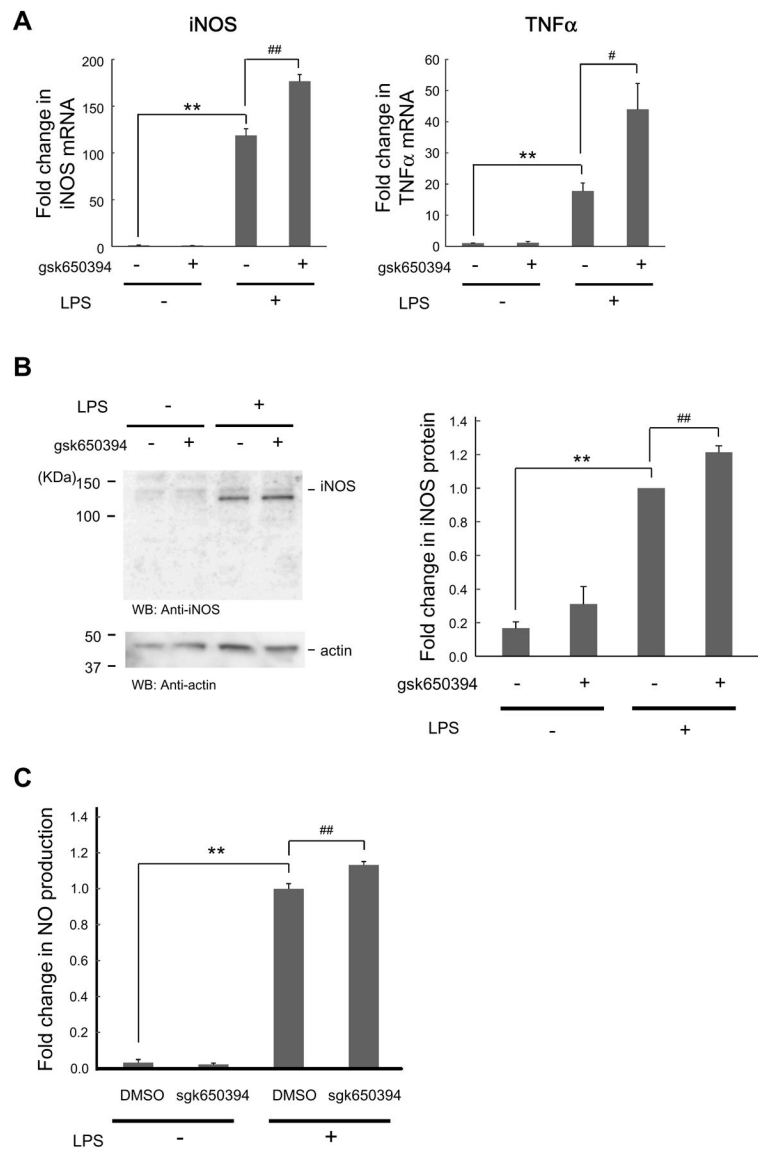 A
iNOS
TNFα
Fold change in
iNOS mRNA
200
150
100
50
0
**
##
gsk650394
- + - +
LPS
- +
Fold change in
TNFα mRNA
60
50
40
30
20
10
0
**
#
gsk650394
- + - +
LPS
- +
B
LPS - +
gsk650394 - + - +
(KDa)
150
100
iNOS
WB: Anti-iNOS
50
37
actin
WB: Anti-actin
Fold change in iNOS protein
1.4
1.2
1.0
0.8
0.6
0.4
0.2
0.0
**
##
gsk650394 - + - +
LPS - +
C
Fold change in NO production
1.4
1.2
1.0
0.8
0.6
0.4
0.2
0.0
**
##
DMSO sgk650394 DMSO sgk650394
LPS - +